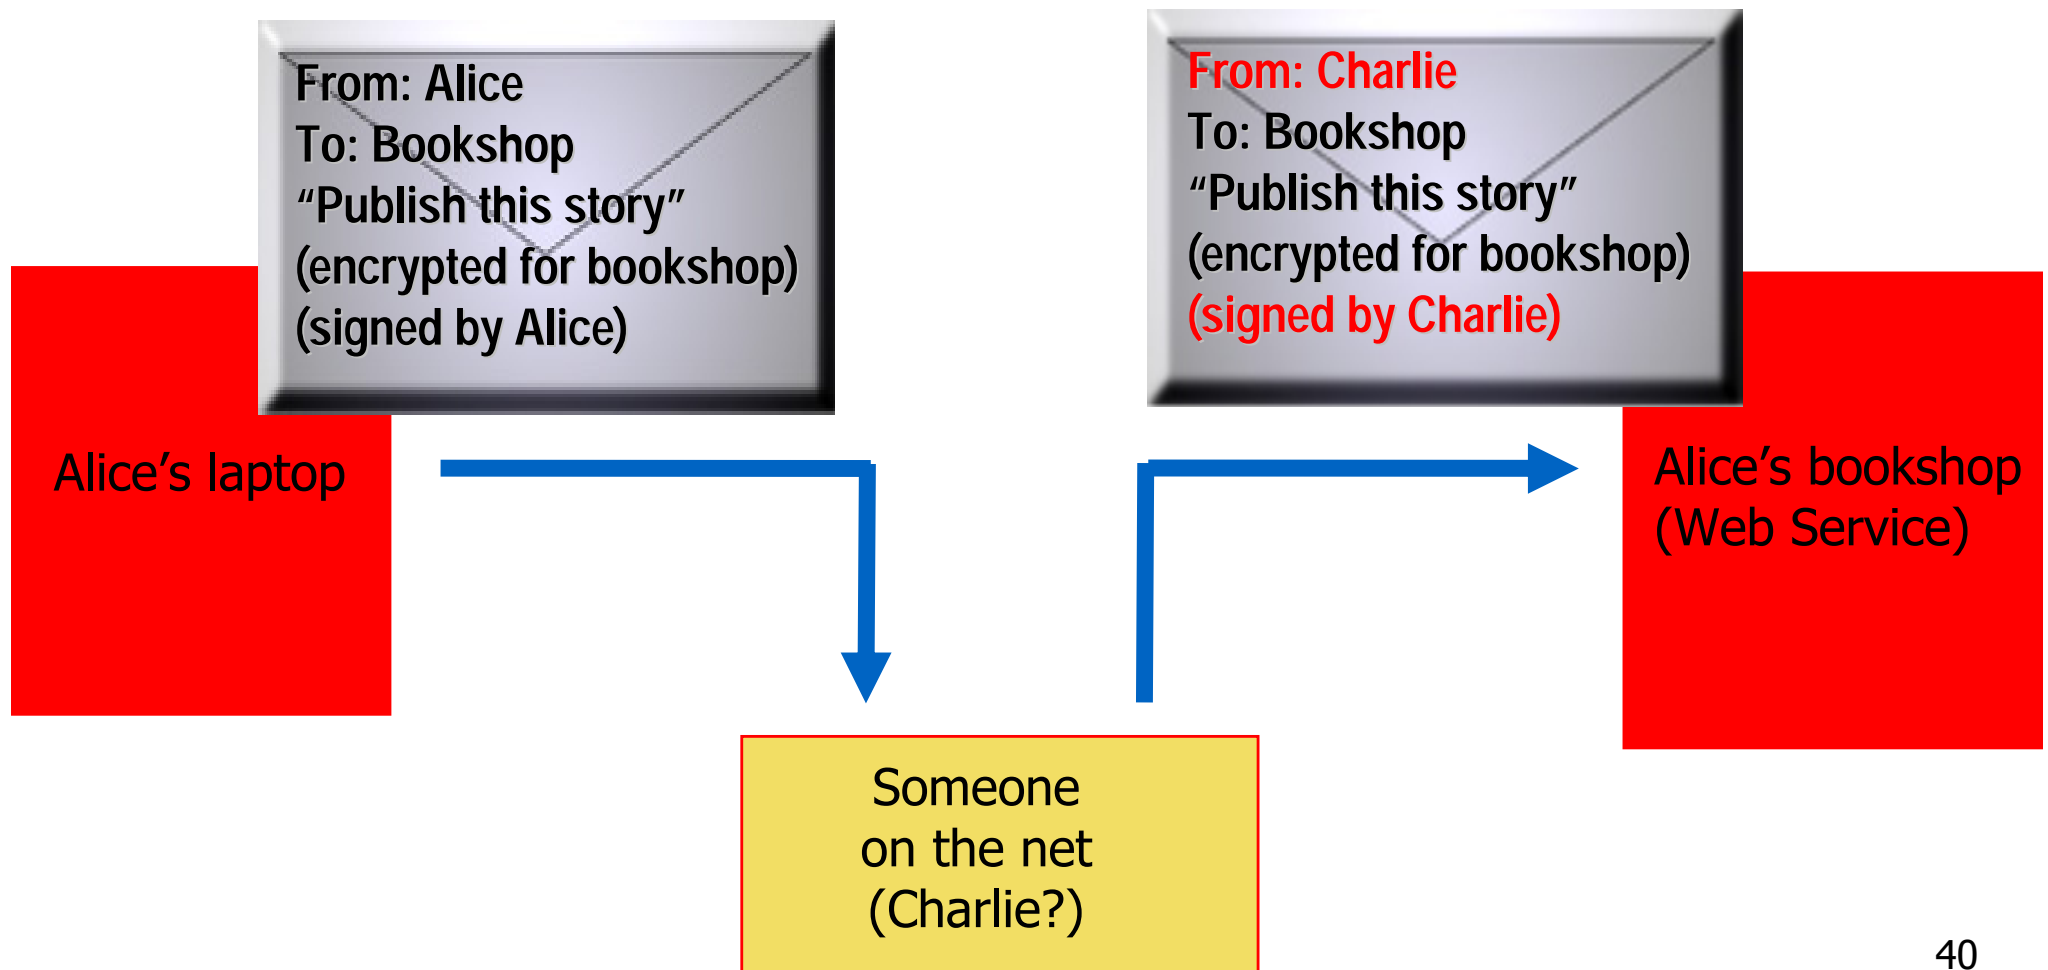 From: Alice
To: Bookshop
“Publish this story”
(encrypted for bookshop)
(signed by Alice)
From: Charlie
To: Bookshop
“Publish this story”
(encrypted for bookshop)
(signed by Charlie)
Alice’s laptop
Alice’s bookshop
(Web Service)
Someone
on the net
(Charlie?)
40